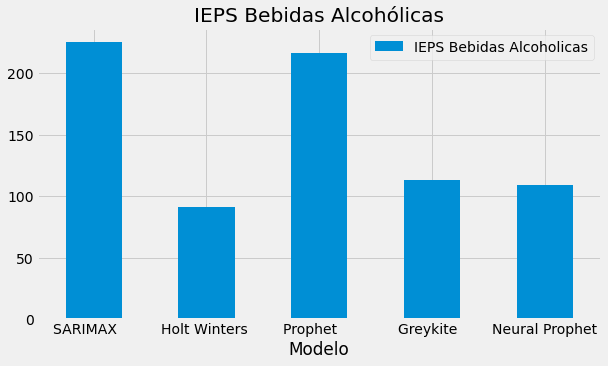 IEPS Bebidas Alcohólicas
IEPS Bebidas Alcoholicas
200
150
100
50
0
SARIMAX Holt Winters Prophet Greykite Neural Prophet
Modelo